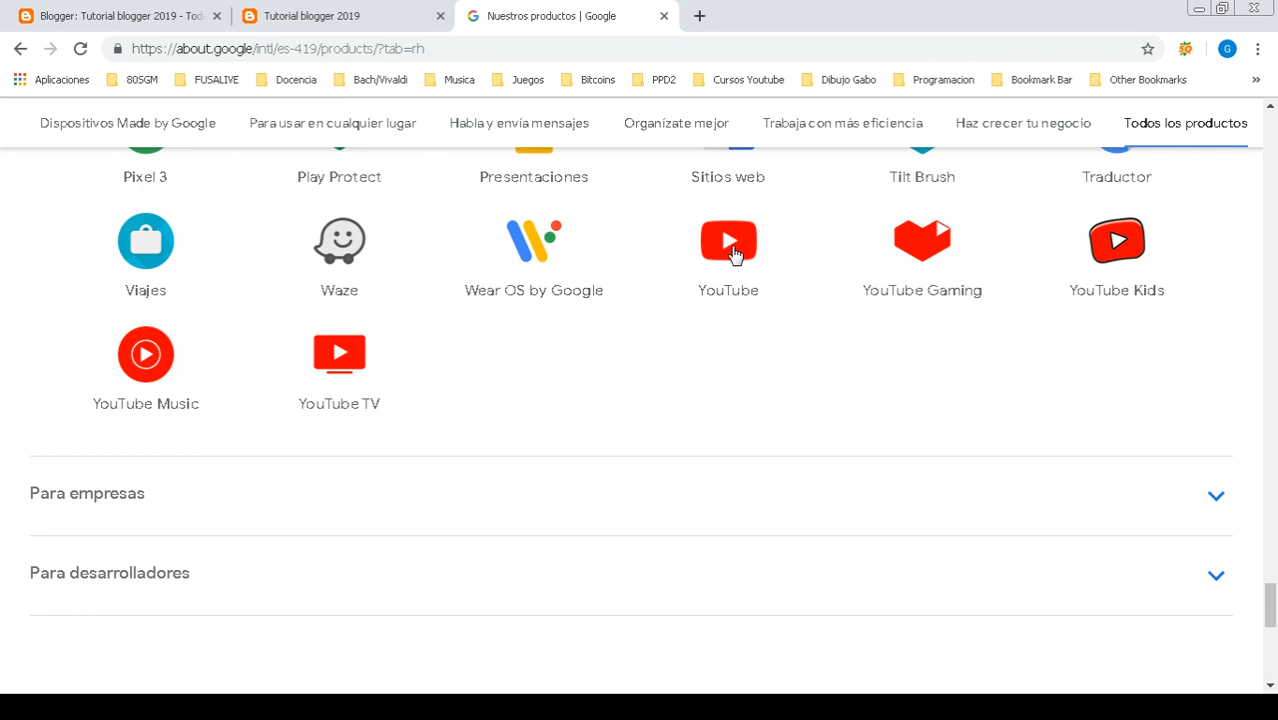 Blogger: Tutorial blogger 2019 - Tod
Tutorial blogger 2019
Nuestros productos | Google
https://about.google/intl/es-419/products/?tab=rh
G
Aplicaciones
80SGM
FUSALIVE
Docencia
Bach/Vivaldi
Musica
Juegos
Bitcoins
PPD2
Cursos Youtube
Dibujo Gabo
Programacion
Bookmark Bar
Other Bookmarks
Dispositivos Made by Google
Para usar en cualquier lugar
Habla y envía mensajes
Organízate mejor
Trabaja con más eficiencia
Haz crecer tu negocio
Todos los productos
Pixel 3
Play Protect
Presentaciones
Sitios web
Tilt Brush
Traductor
Viajes
Waze
Wear OS by Google
YouTube
YouTube Gaming
YouTube Kids
YouTube Music
YouTube TV
Para empresas
Para desarrolladores